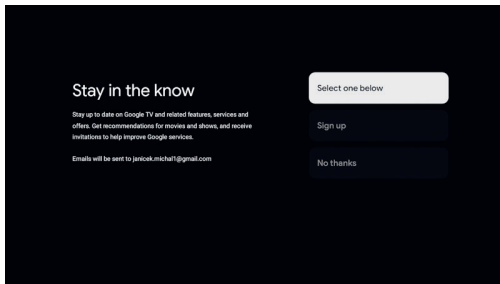 Stay in the know
Stay up to date on Google TV and related features, services and
offers. Get recommendations for movies and shows, and receive
invitations to help improve Google services.
Emails will be sent to janicek.michal1@gmail.com
Select one below
Sign up
No thanks